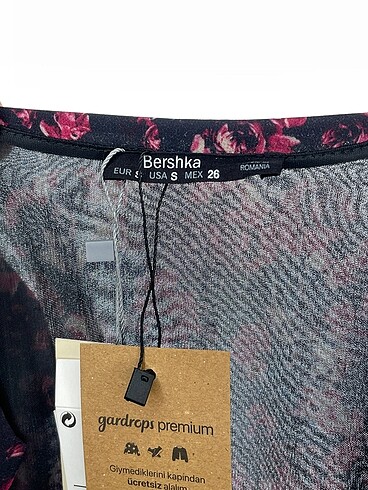 Bershka
EUR S USA S MEX 26
ROMANIA
gardrops premium
Giymediklerini kapından
ücretsiz alalım